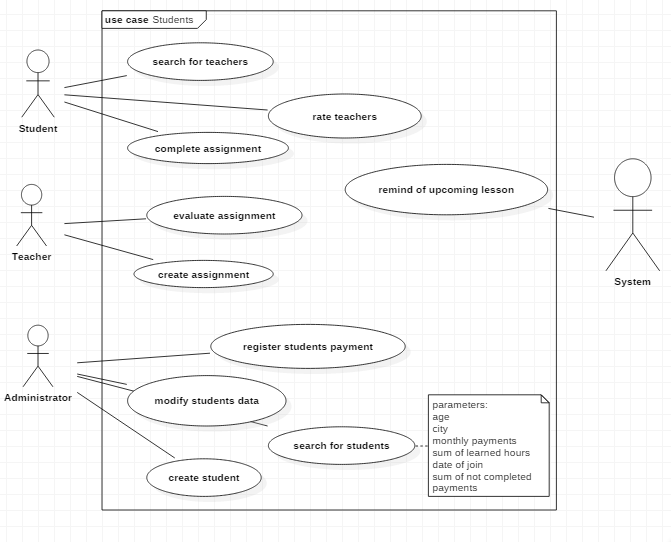 use case Students
search for teachers
rate teachers
Student
complete assignment
remind of upcoming lesson
evaluate assignment
Teacher
create assignment
System
register students payment
Administrator
modify students data
search for students
create student
parameters:
age
city
monthly payments
sum of learned hours
date of join
sum of not completed
payments